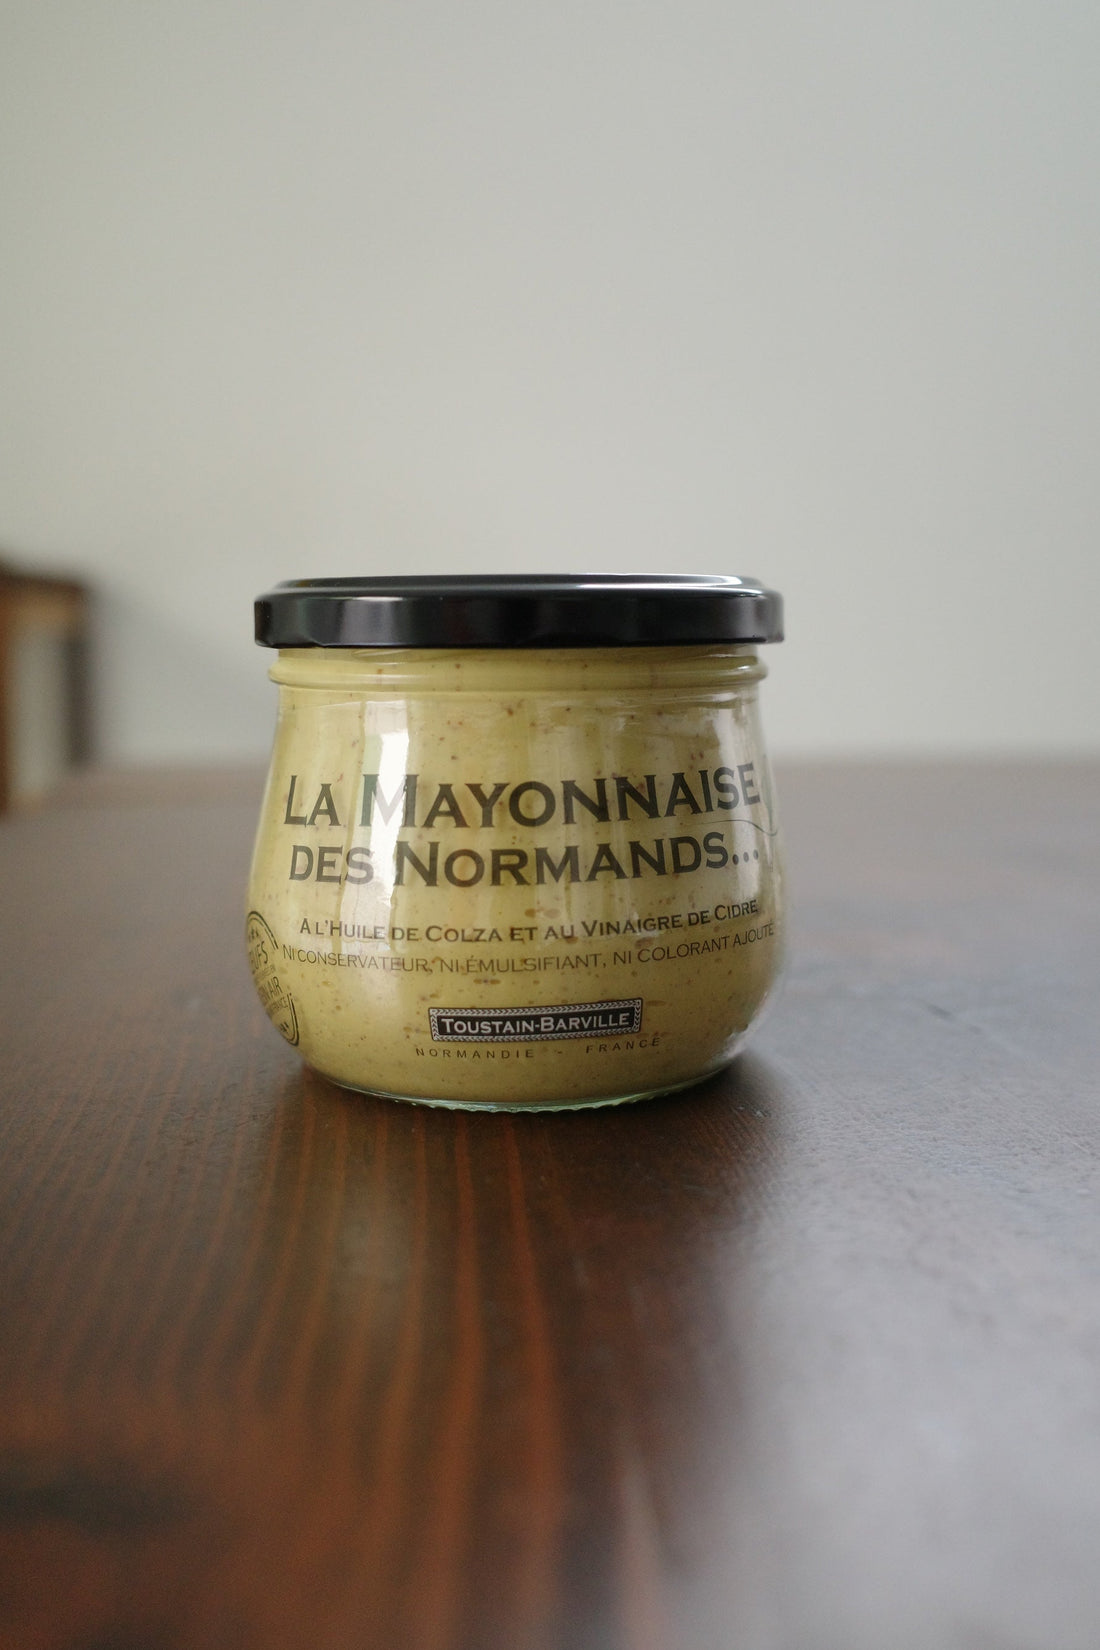 La Mayonnaise
des Normands...
A l'Huile de Colza et au Vinaigre de Cidre
NI CONSERVATEUR, NI ÉMULSIFIANT, NI COLORANT AJOUTÉ
Toustain-Barville
NORMANDIE - FRANCE